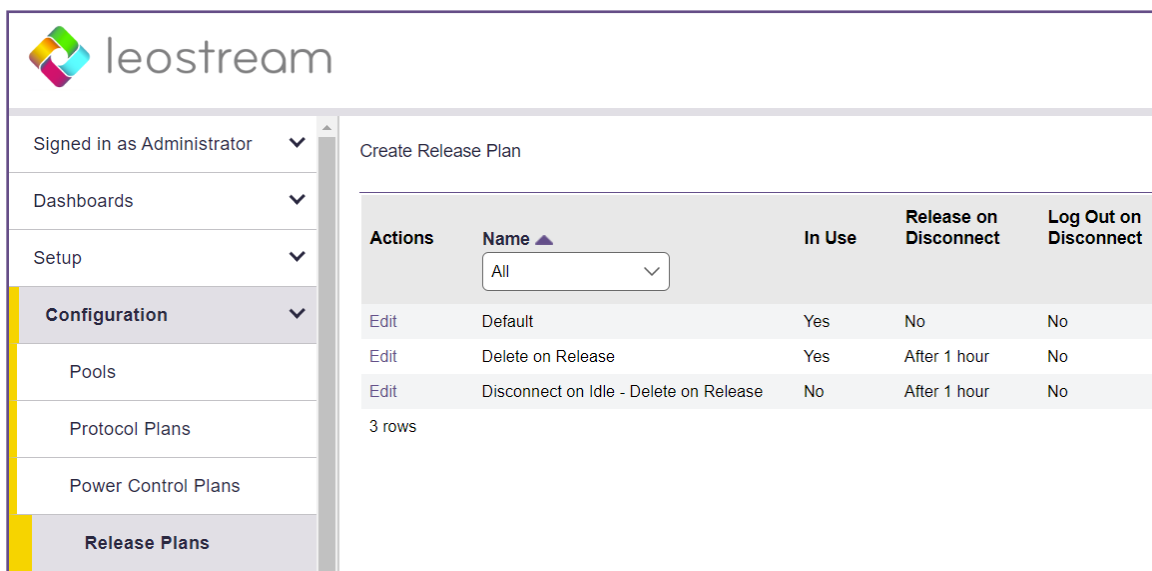 leostream
Signed in as Administrator
Dashboards
Setup
Configuration
Pools
Protocol Plans
Power Control Plans
Release Plans
Create Release Plan
Actions Name In Use Release on Disconnect Log Out on Disconnect
All
Edit Default Yes No No
Edit Delete on Release Yes After 1 hour No
Edit Disconnect on Idle - Delete on Release No After 1 hour No
3 rows